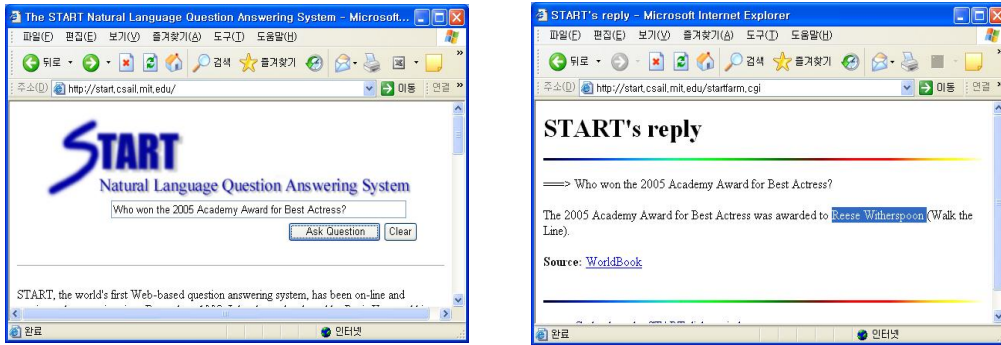 The START Natural Language Question Answering System - Microsoft...
파일(F) 편집(E) 보기(V) 즐겨찾기(A) 도구(T) 도움말(H)
뒤로 검색 즐겨찾기
주소(D) http://start.csail.mit.edu/ 이동 연결 »
START
Natural Language Question Answering System
Who won the 2005 Academy Award for Best Actress?
Ask Question Clear
START, the world's first Web-based question answering system, has been on-line and
완료 인터넷
START's reply - Microsoft Internet Explorer
파일(F) 편집(E) 보기(V) 즐겨찾기(A) 도구(T) 도움말(H)
뒤로 검색 즐겨찾기
주소(D) http://start.csail.mit.edu/startfarm.cgi 이동 연결 »
START's reply
===> Who won the 2005 Academy Award for Best Actress?
The 2005 Academy Award for Best Actress was awarded to Reese Witherspoon (Walk the
Line).
Source: WorldBook
완료 인터넷